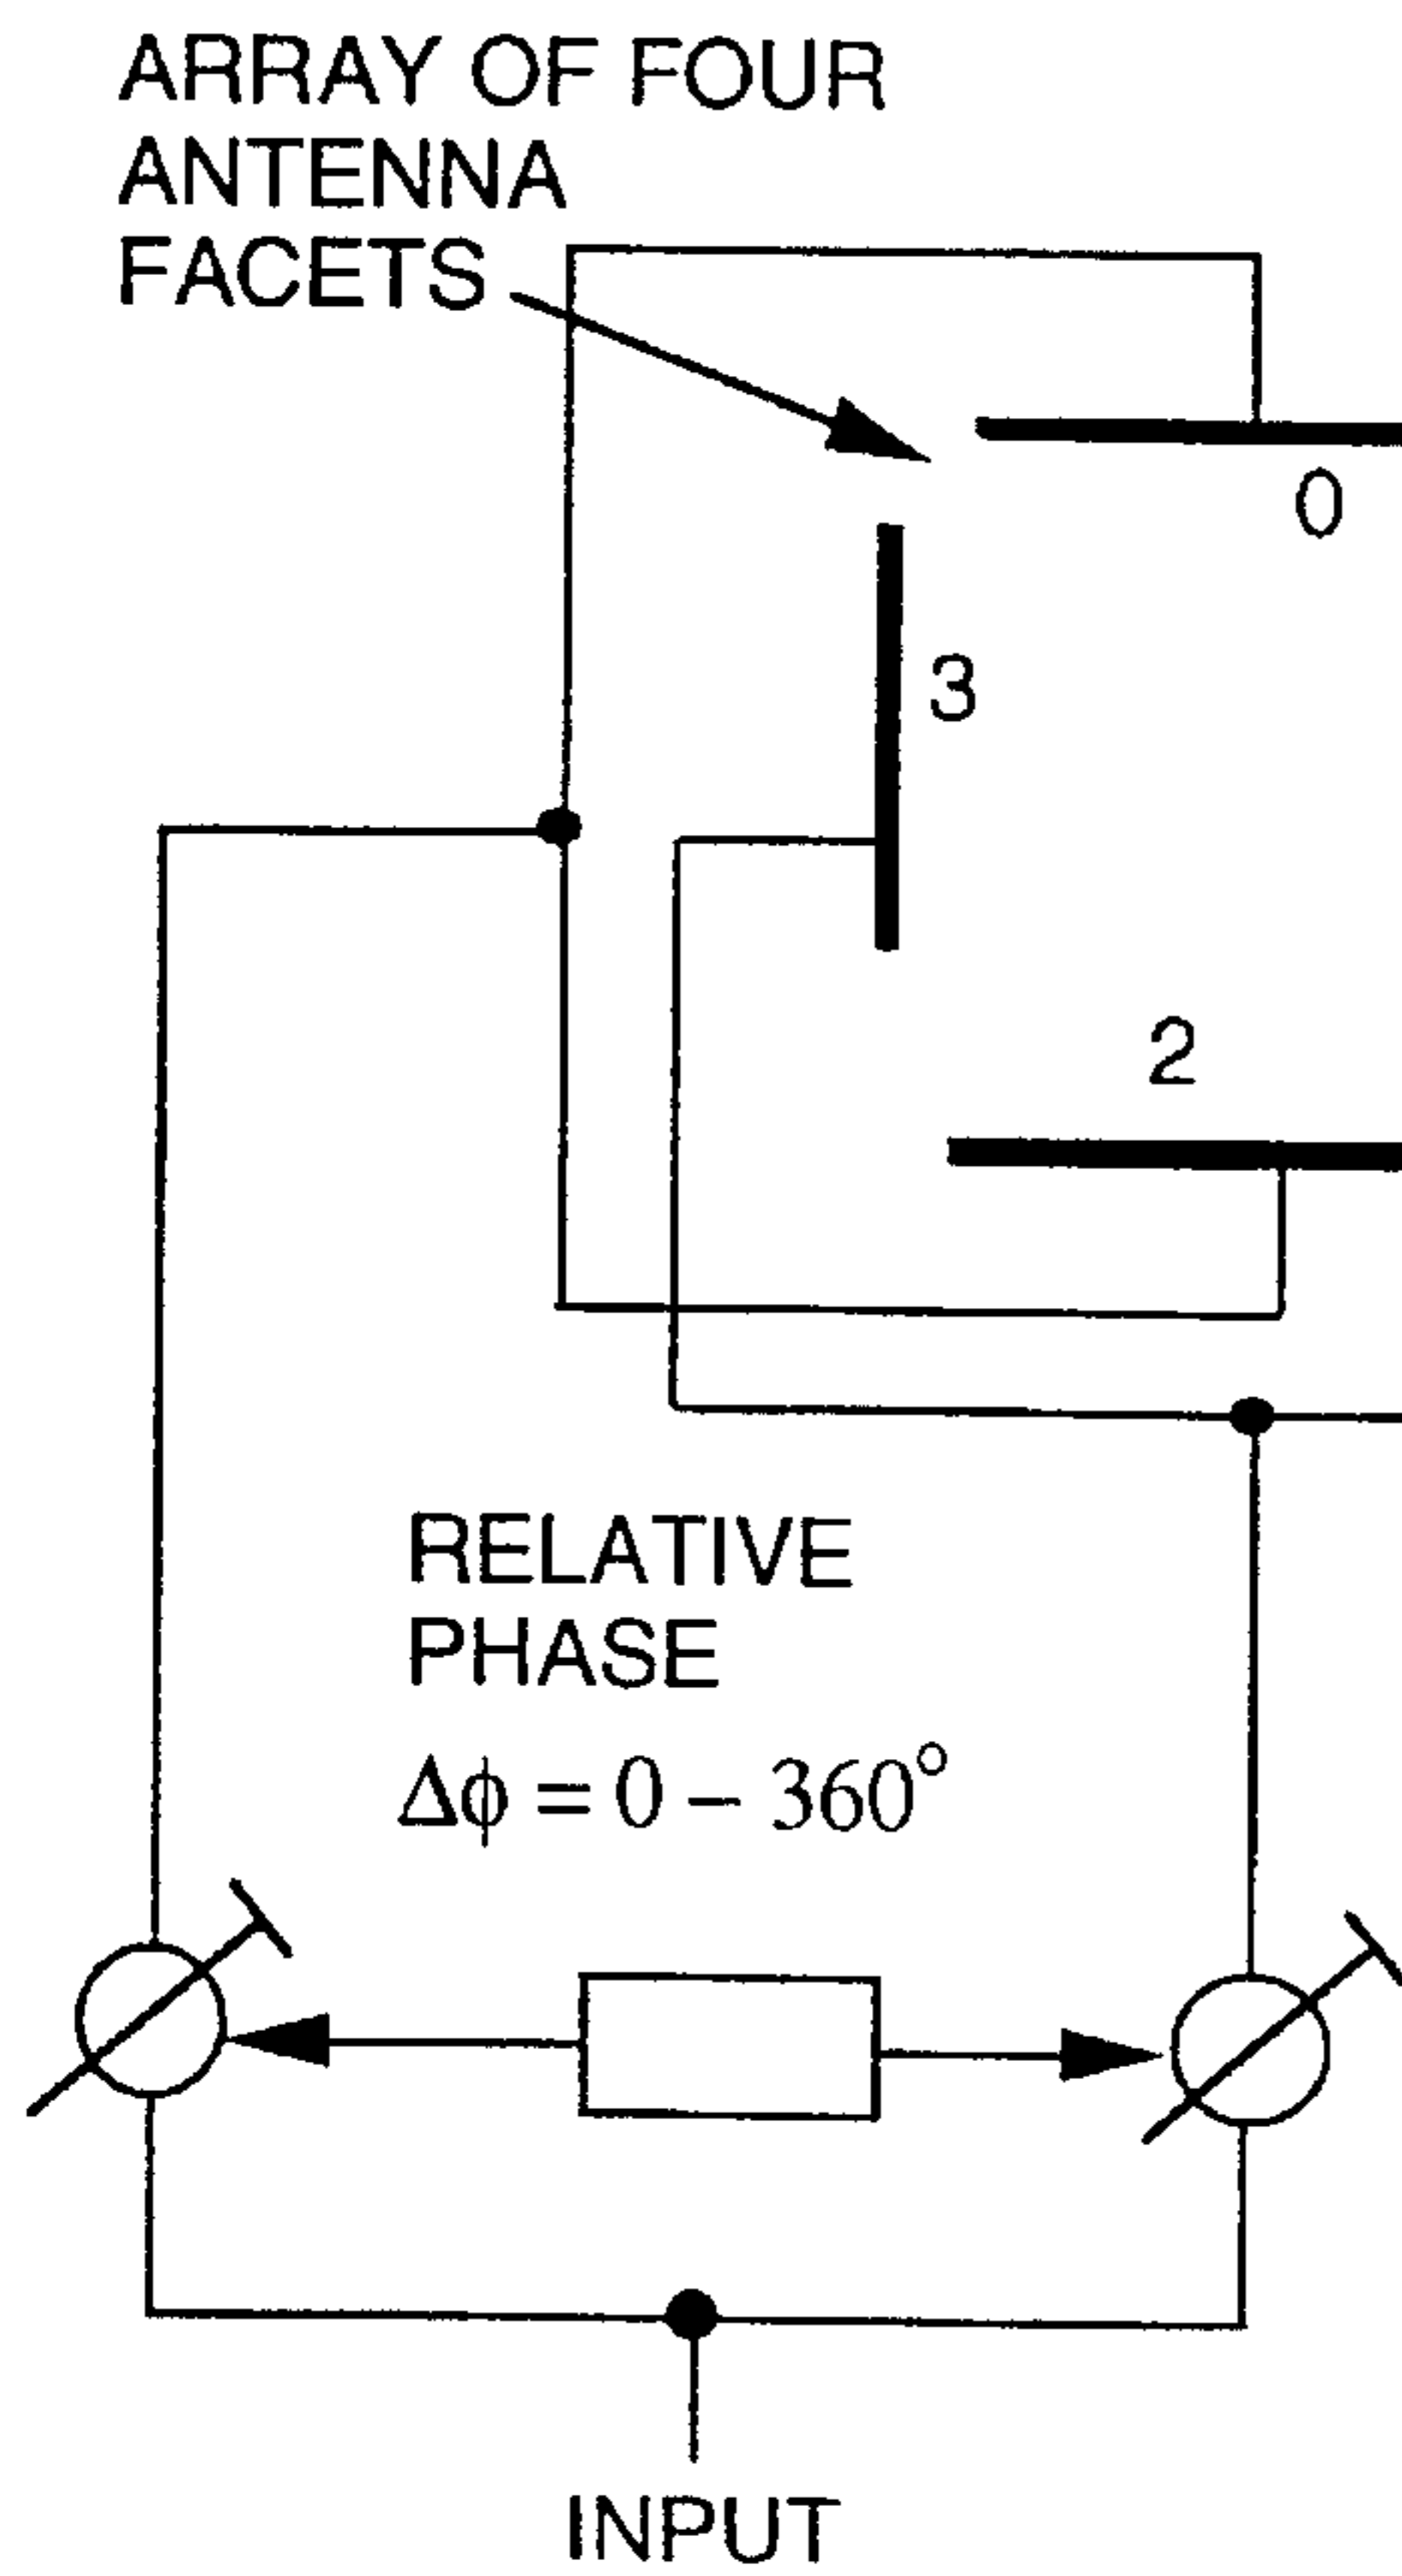 ARRAY OF FOUR
ANTENNA
FACETS
0
3
2
RELATIVE
PHASE
Δϕ = 0 – 360°
INPUT